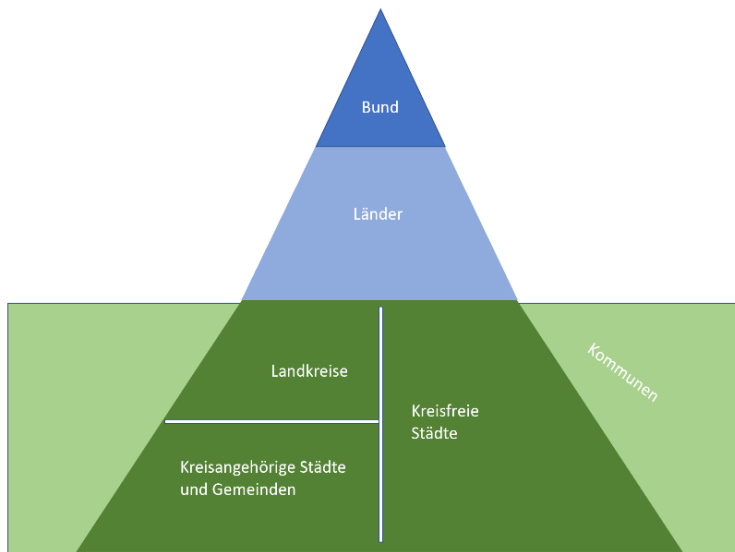 Bund
Länder
Landkreise
Kommunen
Kreisfreie
Städte
Kreisangehörige Städte
und Gemeinden